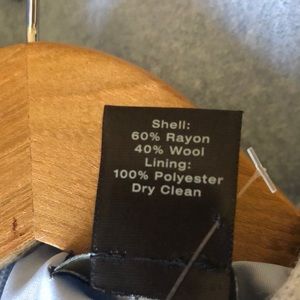 Shell:
60% Rayon
40% Wool
Lining:
100% Polyester
Dry Clean